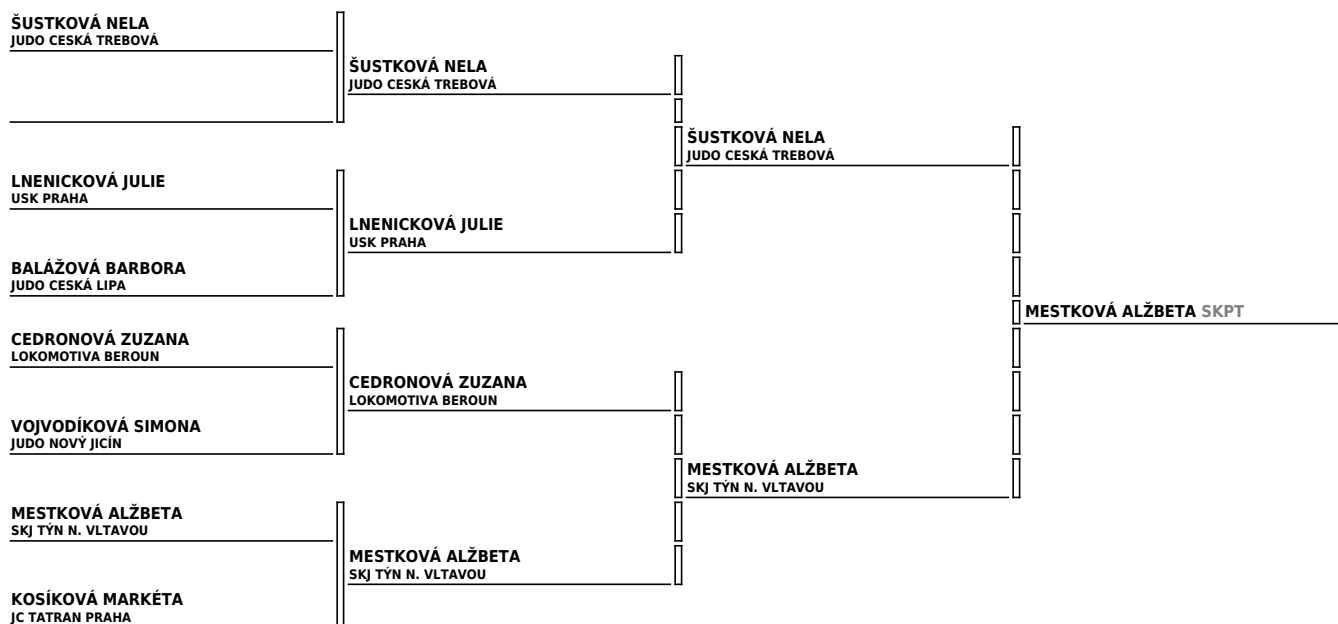 ŠUSTKOVÁ NELA
JUDO CESKÁ TREBOVÁ
ŠUSTKOVÁ NELA
JUDO CESKÁ TREBOVÁ
ŠUSTKOVÁ NELA
JUDO CESKÁ TREBOVÁ
LNENICKOVÁ JULIE
USK PRAHA
LNENICKOVÁ JULIE
USK PRAHA
BALÁŽOVÁ BARBORA
JUDO CESKÁ LIPA
MESTKOVÁ ALŽBETA SKPT
CEDRONOVÁ ZUZANA
LOKOMOTIVA BEROUN
CEDRONOVÁ ZUZANA
LOKOMOTIVA BEROUN
VOJVODÍKOVÁ SIMONA
JUDO NOVÝ JICÍN
MESTKOVÁ ALŽBETA
SKJ TÝN N. VLTAVOU
MESTKOVÁ ALŽBETA
SKJ TÝN N. VLTAVOU
MESTKOVÁ ALŽBETA
SKJ TÝN N. VLTAVOU
KOSÍKOVÁ MARKÉTA
JC TATRAN PRAHA